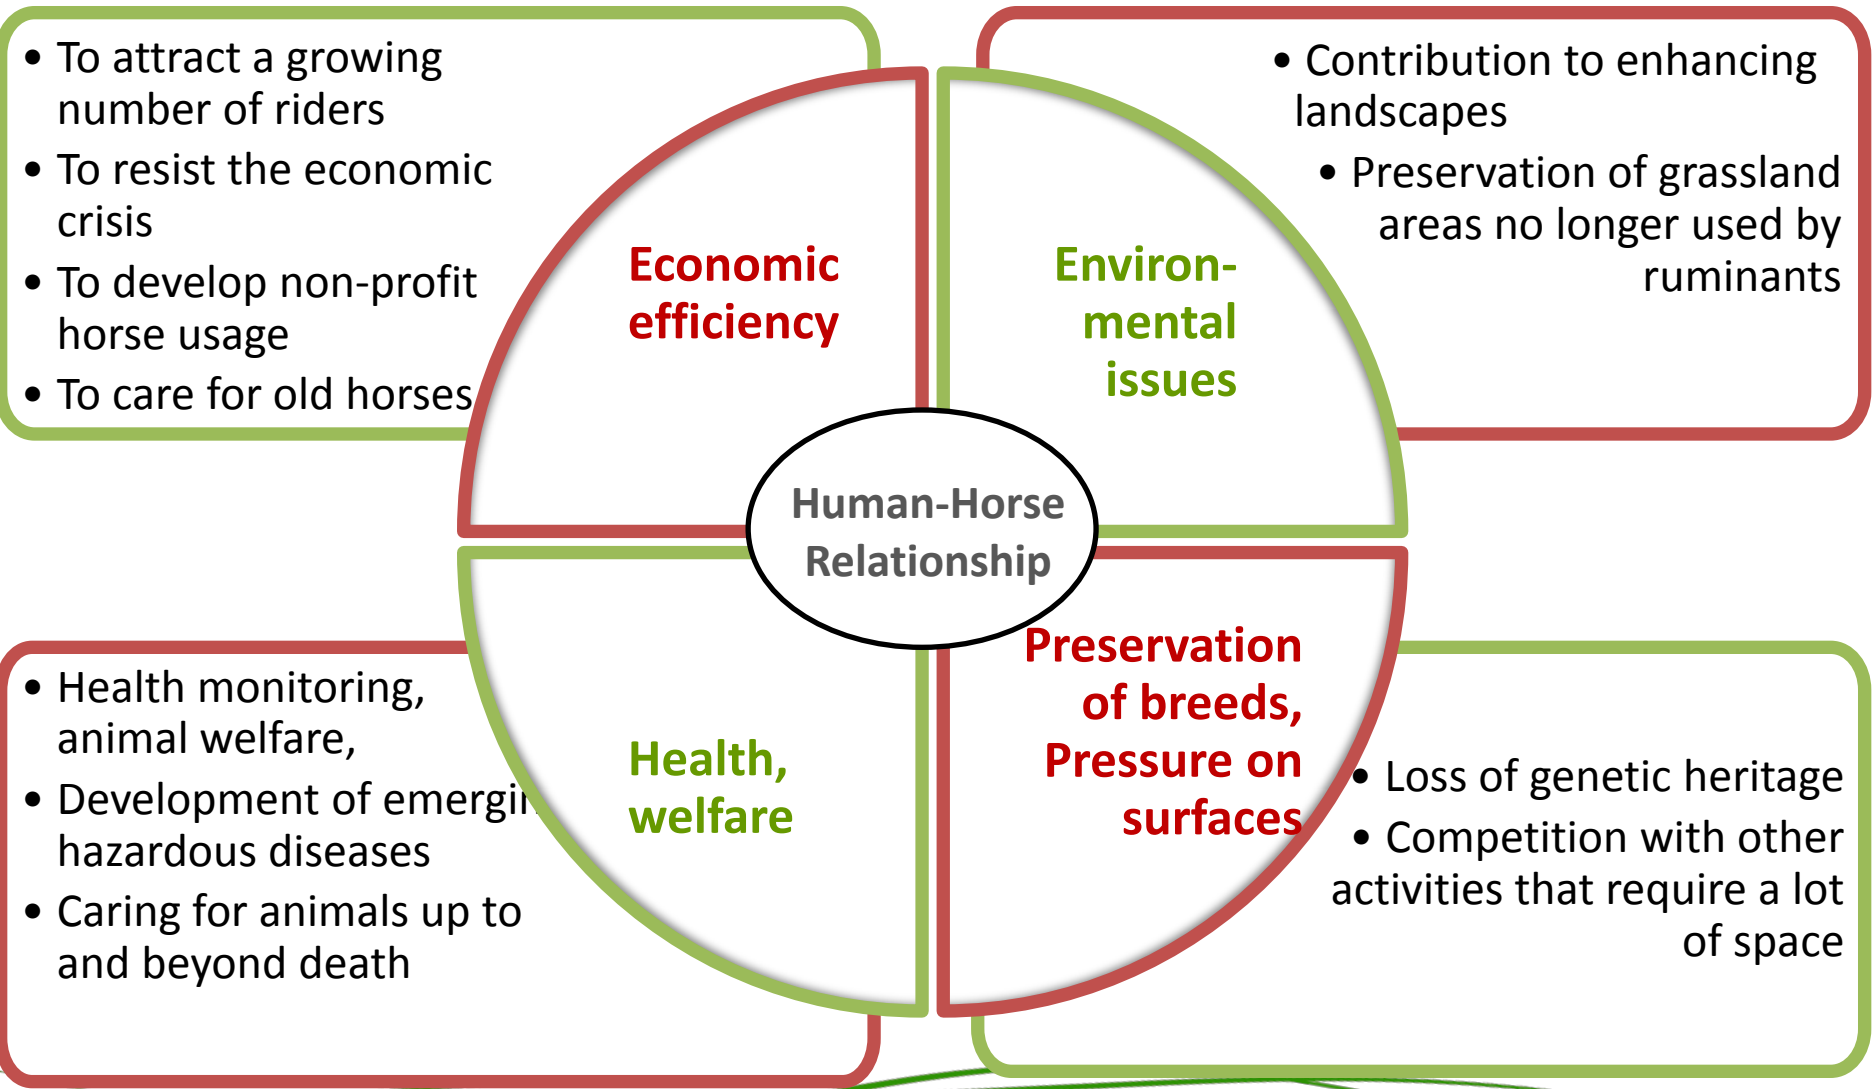 • To attract a growing
number of riders
• To resist the economic
crisis
• To develop non-profit
horse usage
• To care for old horses
• Contribution to enhancing
landscapes
• Preservation of grassland
areas no longer used by
ruminants
Economic
efficiency
Environ-
mental
issues
Human-Horse
Relationship
• Health monitoring,
animal welfare,
• Development of
hazardous diseases
• Caring for animals up to
and beyond death
Health,
welfare
Preservation
of breeds,
Pressure on
surfaces
• Loss of genetic heritage
• Competition with other
activities that require a lot
of space